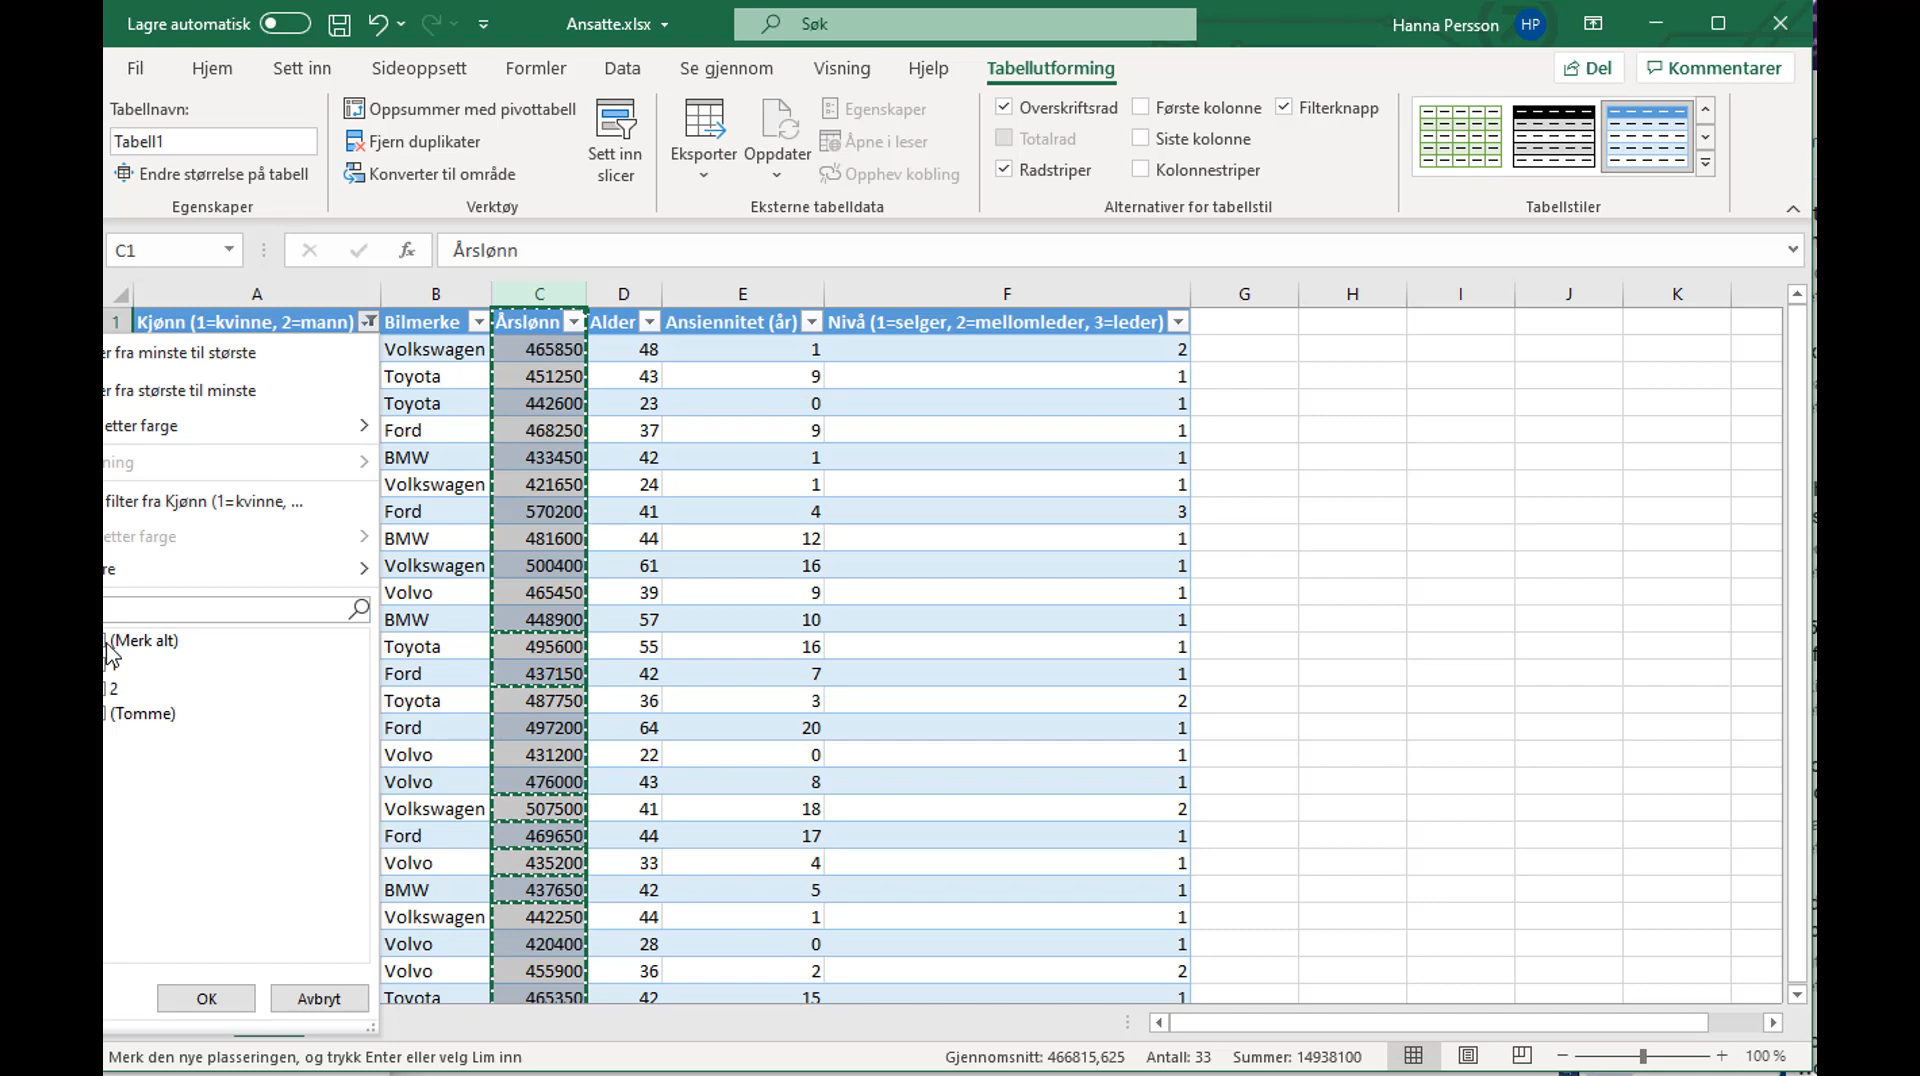 Lagre automatisk
Ansatte.xlsx
Søk
Hanna Persson
HP
Fil
Hjem
Sett inn
Sideoppsett
Formler
Data
Se gjennom
Visning
Hjelp
Tabellutforming
Del
Kommentarer
Tabellnavn:
Tabell1
Endre størrelse på tabell
Egenskaper
Oppsummer med pivottabell
Fjern duplikater
Konverter til område
Verktøy
Sett inn
slicer
Eksporter
Oppdater
Egenskaper
Åpne i leser
Opphev kobling
Eksterne tabelldata
Overskriftsrad
Første kolonne
Filterknapp
Totalrad
Siste kolonne
Radstriper
Kolonnestriper
Alternativer for tabellstil
Tabellstiler
C1
fx
Årslønn
A B C D E F G H I J K
1 Kjønn (1=kvinne, 2=mann) Bilmerke Årslønn Alder Ansiennitet (år) Nivå (1=selger, 2=mellomleder, 3=leder)
Volkswagen 465850 48 1 2
Toyota 451250 43 9 1
Toyota 442600 23 0 1
Ford 468250 37 9 1
BMW 433450 42 1 1
Volkswagen 421650 24 1 1
Ford 570200 41 4 3
BMW 481600 44 12 1
Volkswagen 500400 61 16 1
Volvo 465450 39 9 1
BMW 448900 57 10 1
Toyota 495600 55 16 1
Ford 437150 42 7 1
Toyota 487750 36 3 2
Ford 497200 64 20 1
Volvo 431200 22 0 1
Volvo 476000 43 8 1
Volkswagen 507500 41 18 2
Ford 469650 44 17 1
Volvo 435200 33 4 1
BMW 437650 42 5 1
Volkswagen 442250 44 1 1
Volvo 420400 28 0 1
Volvo 455900 36 2 2
Toyota 465350 42 15 1
er fra minste til største
er fra største til minste
etter farge
ning
filter fra Kjønn (1=kvinne, ...
etter farge
re
(Merk alt)
2
(Tomme)
OK
Avbryt
Merk den nye plasseringen, og trykk Enter eller velg Lim inn
Gjennomsnitt: 466815,625
Antall: 33
Summer: 14938100
100 %